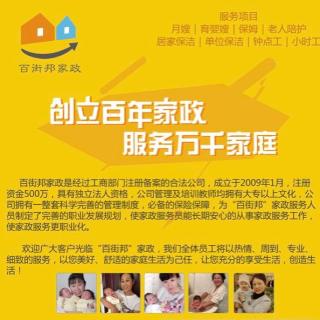 服务项目
月嫂｜育婴嫂｜保姆｜老人陪护
居家保洁｜单位保洁｜钟点工｜小时工
百街邦家政
创立百年家政
服务万千家庭
百街邦家政是经过工商部门注册备案的合法公司，成立于2009年1月，注册
资金500万，具有独立法人资格，公司管理及培训教师均拥有大专以上文化，公
司拥有一整套科学完善的管理制度，必备的保险保障，为“百街邦”家政服务人
员制定了完善的职业发展规划，使家政服务员能长期安心的从事家政服务工作，
使家政服务更职业化。
欢迎广大客户光临“百街邦”家政，我们全体员工将以热情、周到、专业、
细致的服务，以您美好、舒适的家庭生活为己任，让您充分的享受生活，创造生
活！